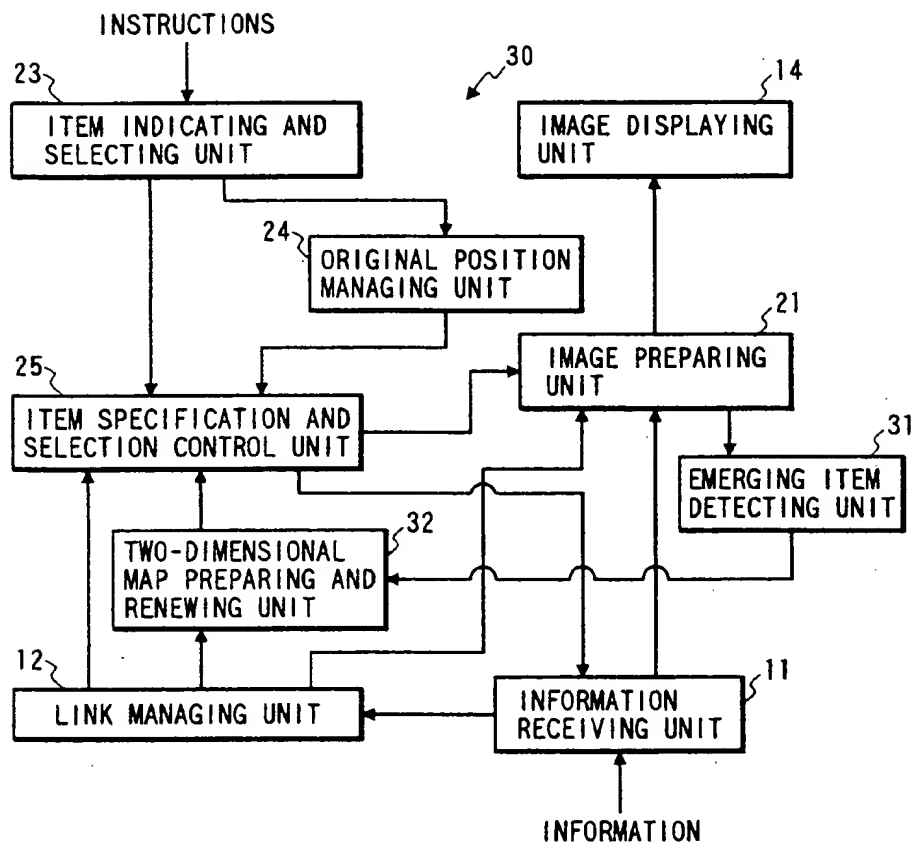 INSTRUCTIONS
30
23
14
ITEM INDICATING AND
SELECTING UNIT
IMAGE DISPLAYING
UNIT
24
ORIGINAL POSITION
MANAGING UNIT
21
IMAGE PREPARING
UNIT
25
ITEM SPECIFICATION AND
SELECTION CONTROL UNIT
31
EMERGING ITEM
DETECTING UNIT
32
TWO-DIMENSIONAL
MAP PREPARING AND
RENEWING UNIT
12
LINK MANAGING UNIT
11
INFORMATION
RECEIVING UNIT
INFORMATION